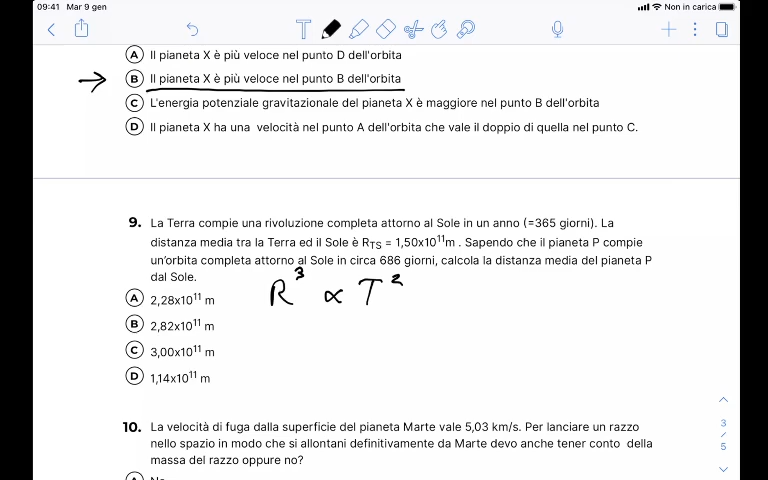 09:41 Mar 9 gen
Non in carica
A Il pianeta X è più veloce nel punto D dell'orbita
B Il pianeta X è più veloce nel punto B dell'orbita
C L'energia potenziale gravitazionale del pianeta X è maggiore nel punto B dell'orbita
D Il pianeta X ha una velocità nel punto A dell'orbita che vale il doppio di quella nel punto C.
9. La Terra compie una rivoluzione completa attorno al Sole in un anno (=365 giorni). La
distanza media tra la Terra ed il Sole è R_TS = 1,50x10¹¹m . Sapendo che il pianeta P compie
un'orbita completa attorno al Sole in circa 686 giorni, calcola la distanza media del pianeta P
dal Sole.
R³ ∝ T²
A 2,28x10¹¹ m
B 2,82x10¹¹ m
C 3,00x10¹¹ m
D 1,14x10¹¹ m
10. La velocità di fuga dalla superficie del pianeta Marte vale 5,03 km/s. Per lanciare un razzo
nello spazio in modo che si allontani definitivamente da Marte devo anche tener conto della
massa del razzo oppure no?
A No
3
/
5